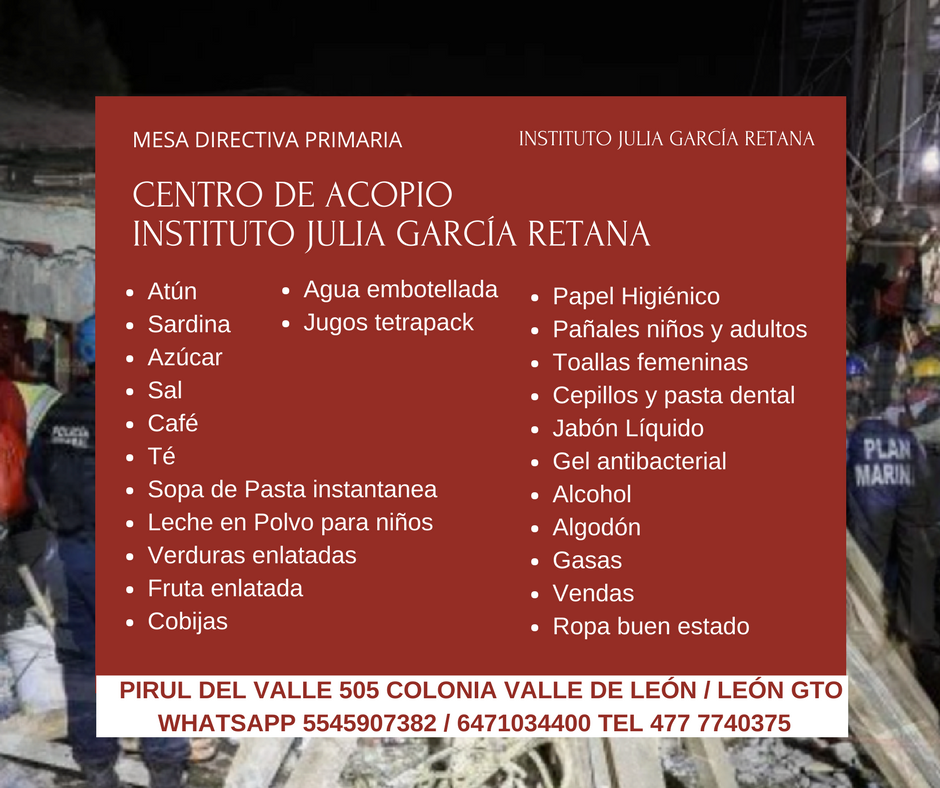 MESA DIRECTIVA PRIMARIA
INSTITUTO JULIA GARCÍA RETANA
CENTRO DE ACOPIO
INSTITUTO JULIA GARCÍA RETANA
• Atún
• Sardina
• Azúcar
• Sal
• Café
• Té
• Sopa de Pasta instantanea
• Leche en Polvo para niños
• Verduras enlatadas
• Fruta enlatada
• Cobijas
• Agua embotellada
• Jugos tetrapack
• Papel Higiénico
• Pañales niños y adultos
• Toallas femeninas
• Cepillos y pasta dental
• Jabón Líquido
• Gel antibacterial
• Alcohol
• Algodón
• Gasas
• Vendas
• Ropa buen estado
PIRUL DEL VALLE 505 COLONIA VALLE DE LEÓN / LEÓN GTO
WHATSAPP 5545907382 / 6471034400 TEL 477 7740375
PLAN
MARIN